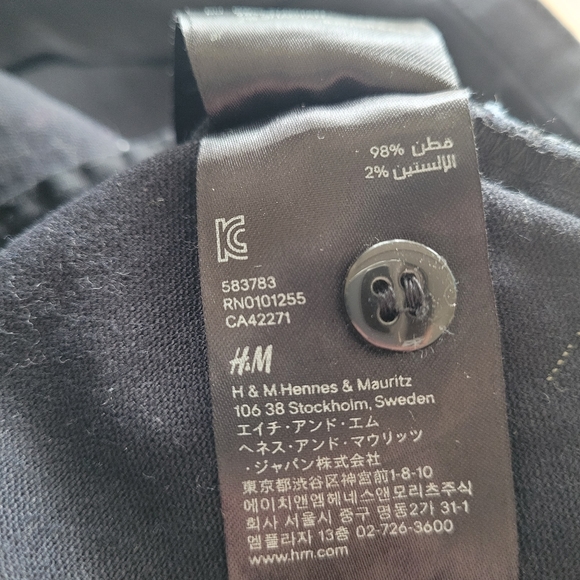 98% قطن
2% الإلستين
583783
RN0101255
CA42271
H&M
H & M Hennes & Mauritz
106 38 Stockholm, Sweden
エイチ・アンド・エム
ヘネス・アンド・マウリッツ
・ジャパン株式会社
東京都渋谷区神宮前1-8-10
에이치앤엠헤네스앤모리츠주식
회사 서울시 중구 명동2가 31-1
엠플라자 13층 02-726-3600
www.hm.com